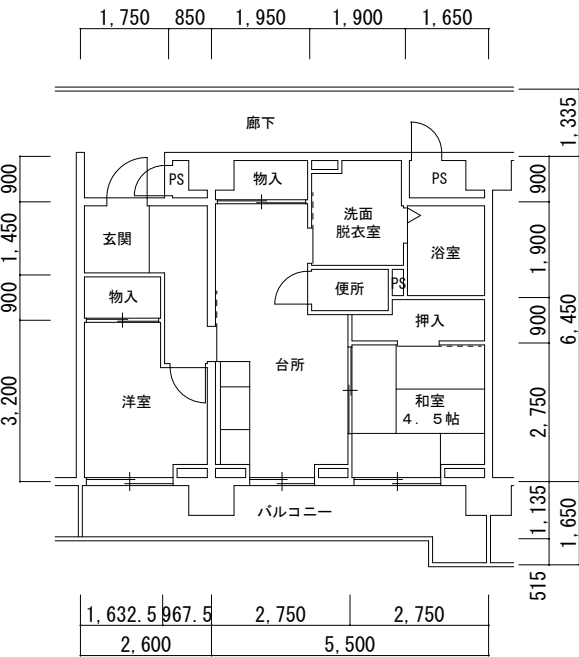 1,750 850 1,950 1,900 1,650
廊下
1,335
900
PS
物入
PS
900
洗面
脱衣室
1,450
玄関
浴室
1,900
6,450
900
物入
便所
PS
900
押入
3,200
台所
洋室
和室
4．5帖
2,750
バルコニー
1,135
1,650
515
1,632.5 967.5 2,750 2,750
2,600 5,500